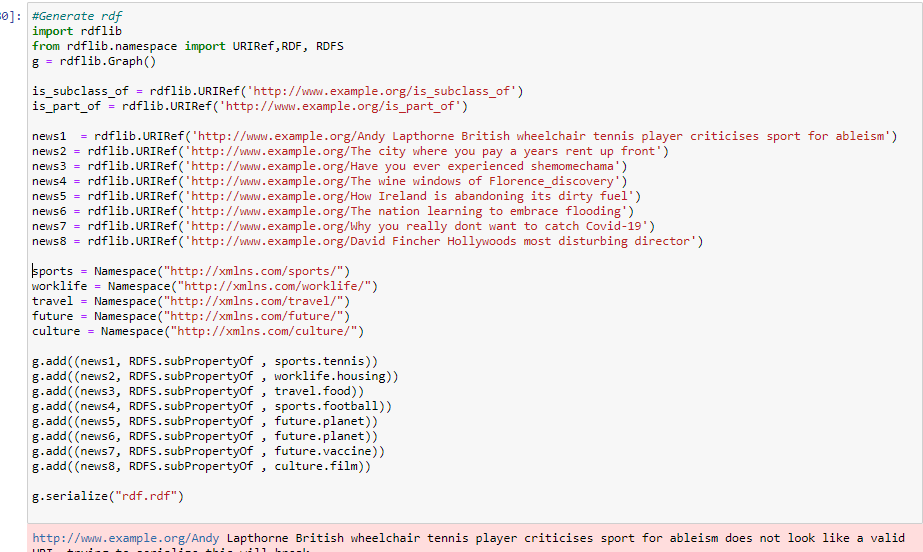 0]:
#Generate rdf
import rdflib
from rdflib.namespace import URIRef,RDF, RDFS
g = rdflib.Graph()
is_subclass_of = rdflib.URIRef('http://www.example.org/is_subclass_of')
is_part_of = rdflib.URIRef('http://www.example.org/is_part_of')
news1  = rdflib.URIRef('http://www.example.org/Andy Lapthorne British wheelchair tennis player criticises sport for ableism')
news2 = rdflib.URIRef('http://www.example.org/The city where you pay a years rent up front')
news3 = rdflib.URIRef('http://www.example.org/Have you ever experienced shemomechama')
news4 = rdflib.URIRef('http://www.example.org/The wine windows of Florence_discovery')
news5 = rdflib.URIRef('http://www.example.org/How Ireland is abandoning its dirty fuel')
news6 = rdflib.URIRef('http://www.example.org/The nation learning to embrace flooding')
news7 = rdflib.URIRef('http://www.example.org/Why you really dont want to catch Covid-19')
news8 = rdflib.URIRef('http://www.example.org/David Fincher Hollywoods most disturbing director')
sports = Namespace("http://xmlns.com/sports/")
worklife = Namespace("http://xmlns.com/worklife/")
travel = Namespace("http://xmlns.com/travel/")
future = Namespace("http://xmlns.com/future/")
culture = Namespace("http://xmlns.com/culture/")
g.add((news1, RDFS.subPropertyOf , sports.tennis))
g.add((news2, RDFS.subPropertyOf , worklife.housing))
g.add((news3, RDFS.subPropertyOf , travel.food))
g.add((news4, RDFS.subPropertyOf , sports.football))
g.add((news5, RDFS.subPropertyOf , future.planet))
g.add((news6, RDFS.subPropertyOf , future.planet))
g.add((news7, RDFS.subPropertyOf , future.vaccine))
g.add((news8, RDFS.subPropertyOf , culture.film))
g.serialize("rdf.rdf")
http://www.example.org/Andy Lapthorne British wheelchair tennis player criticises sport for ableism does not look like a valid
URI, trying to serialize this will break.